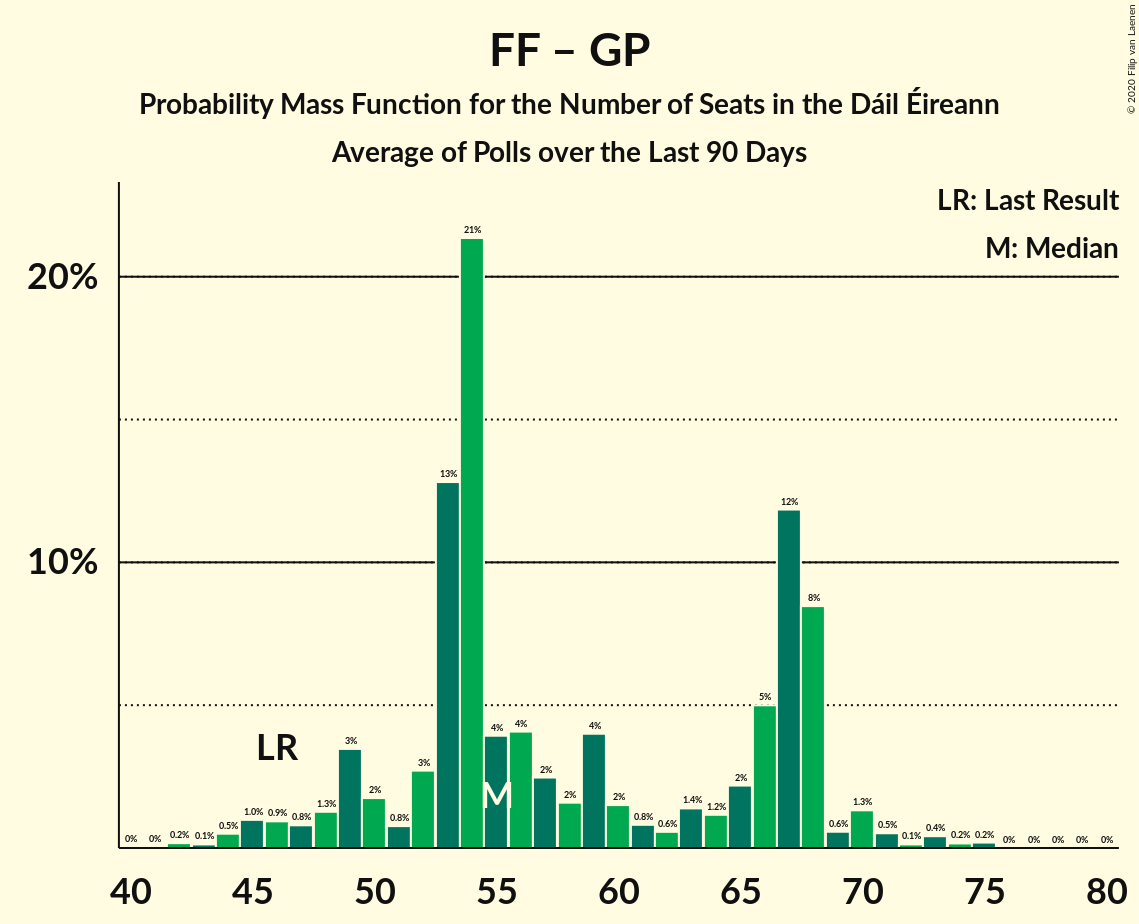 FF – GP
Probability Mass Function for the Number of Seats in the Dáil Éireann
Average of Polls over the Last 90 Days
© 2020 Filip van Laenen
LR: Last Result
M: Median
20%
10%
0% 0% 0.2% 0.1% 0.5% 1.0% 0.9% 0.8% 1.3% 3% 2% 0.8% 3% 13% 21% 4% 4% 2% 2% 4% 2% 0.8% 0.6% 1.4% 1.2% 2% 5% 12% 8% 0.6% 1.3% 0.5% 0.1% 0.4% 0.2% 0.2% 0% 0% 0% 0% 0%
LR
M
40 45 50 55 60 65 70 75 80